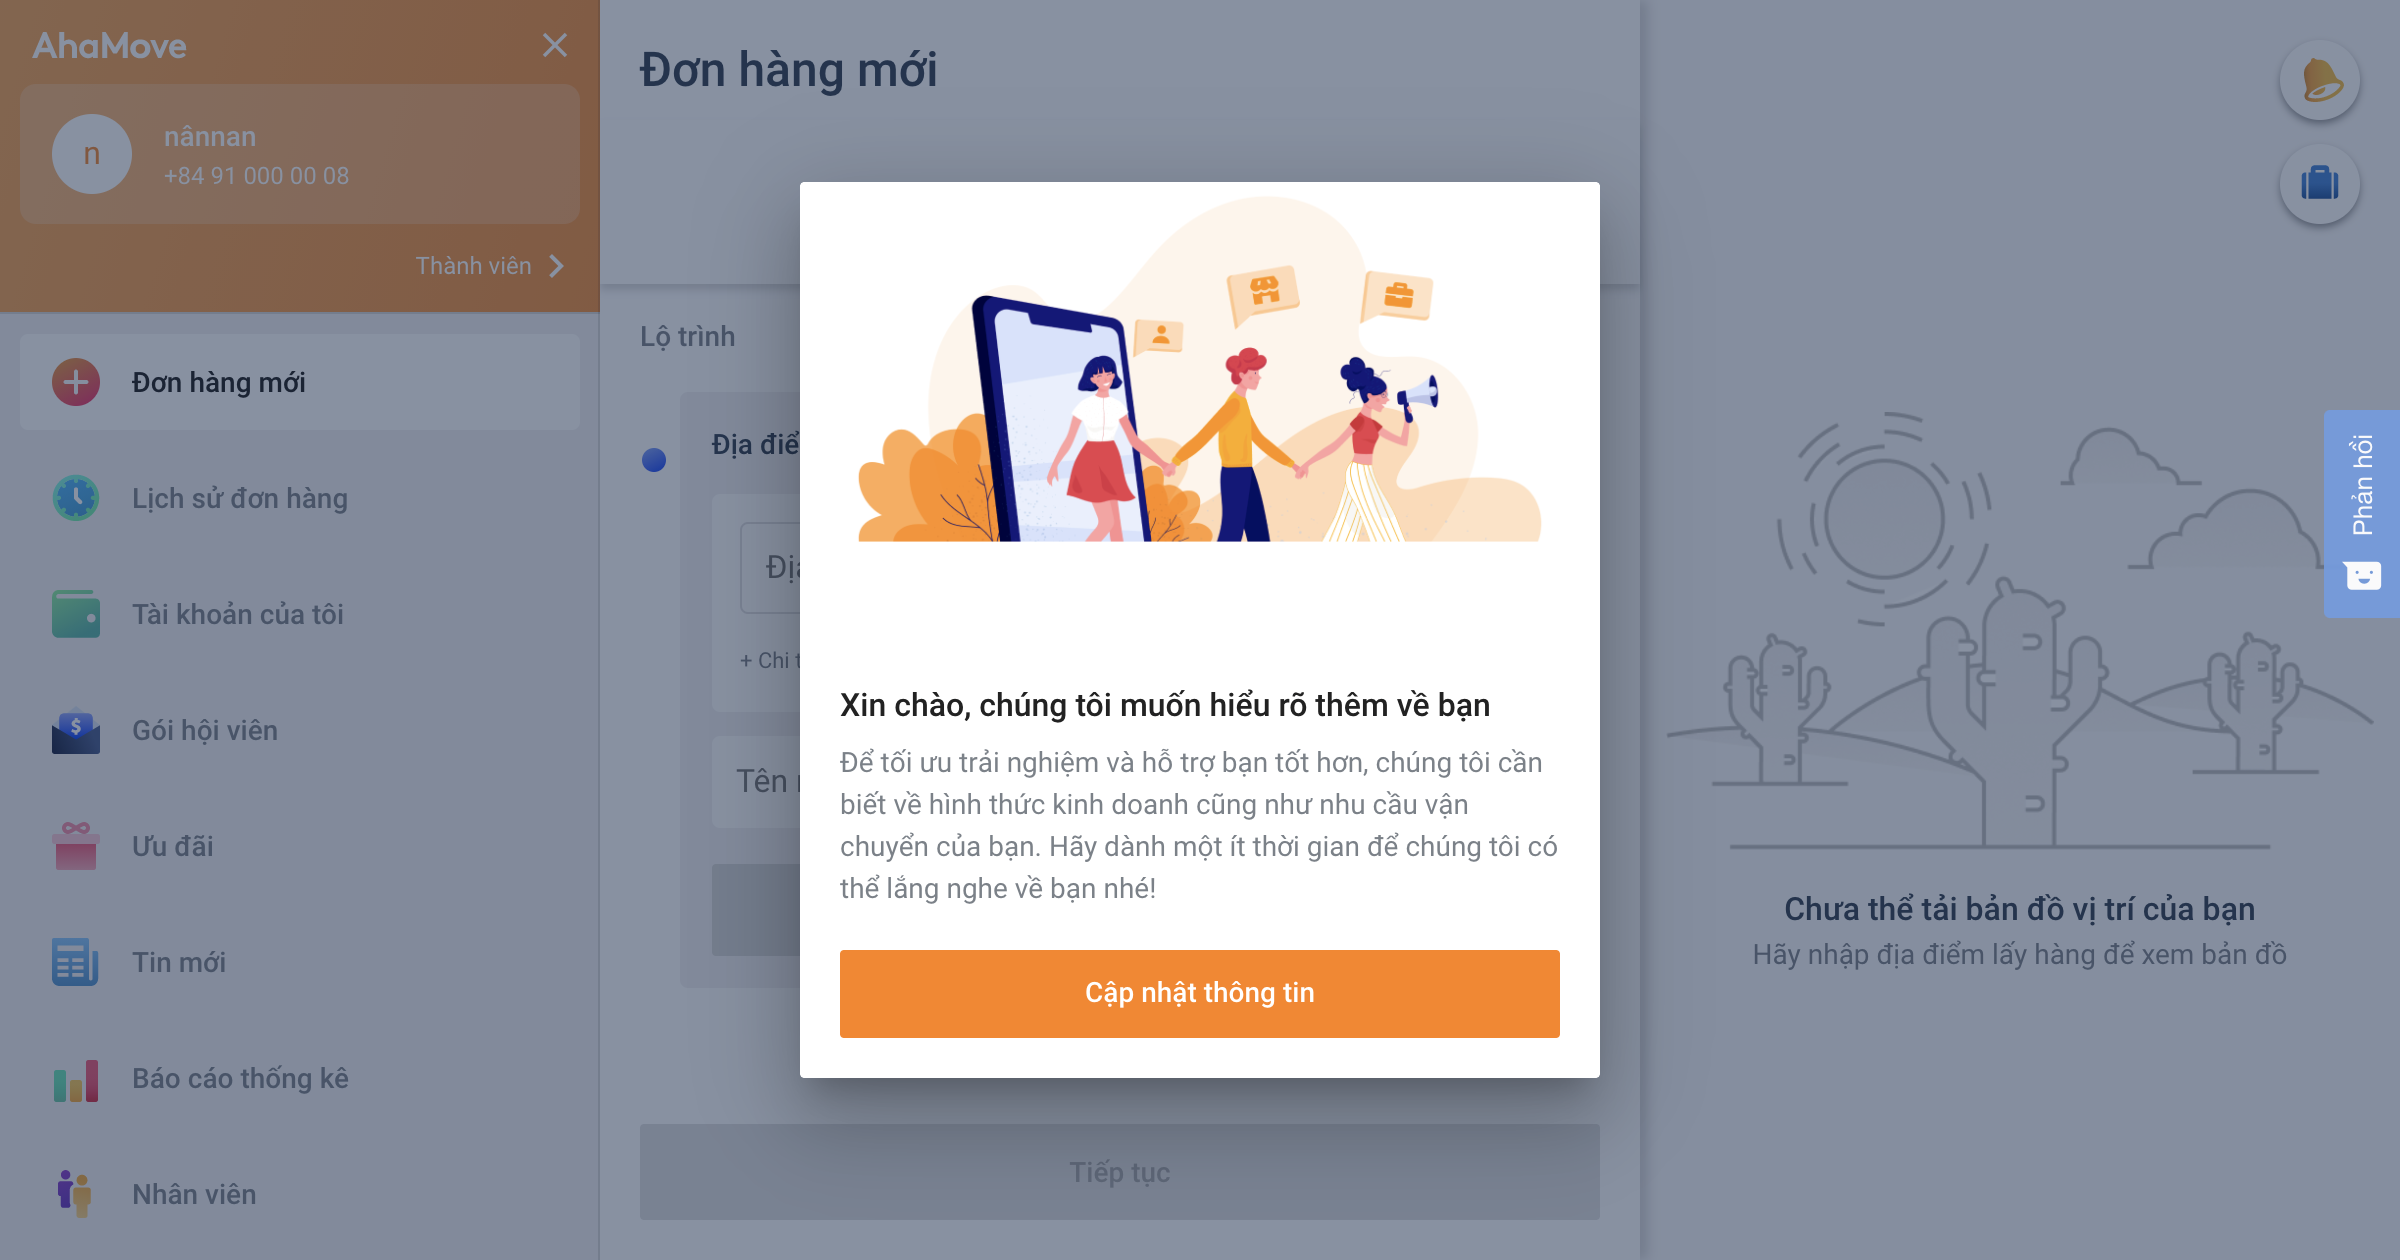 AhaMove
n
nânnan
+84 91 000 00 08
Thành viên
Đơn hàng mới
Lịch sử đơn hàng
Tài khoản của tôi
Gói hội viên
Ưu đãi
Tin mới
Báo cáo thống kê
Nhân viên
Đơn hàng mới
Lộ trình
Địa
+ Chi
Tên
Xin chào, chúng tôi muốn hiểu rõ thêm về bạn
Để tối ưu trải nghiệm và hỗ trợ bạn tốt hơn, chúng tôi cần
biết về hình thức kinh doanh cũng như nhu cầu vận
chuyển của bạn. Hãy dành một ít thời gian để chúng tôi có
thể lắng nghe về bạn nhé!
Cập nhật thông tin
Tiếp tục
Phản hồi
Chưa thể tải bản đồ vị trí của bạn
Hãy nhập địa điểm lấy hàng để xem bản đồ